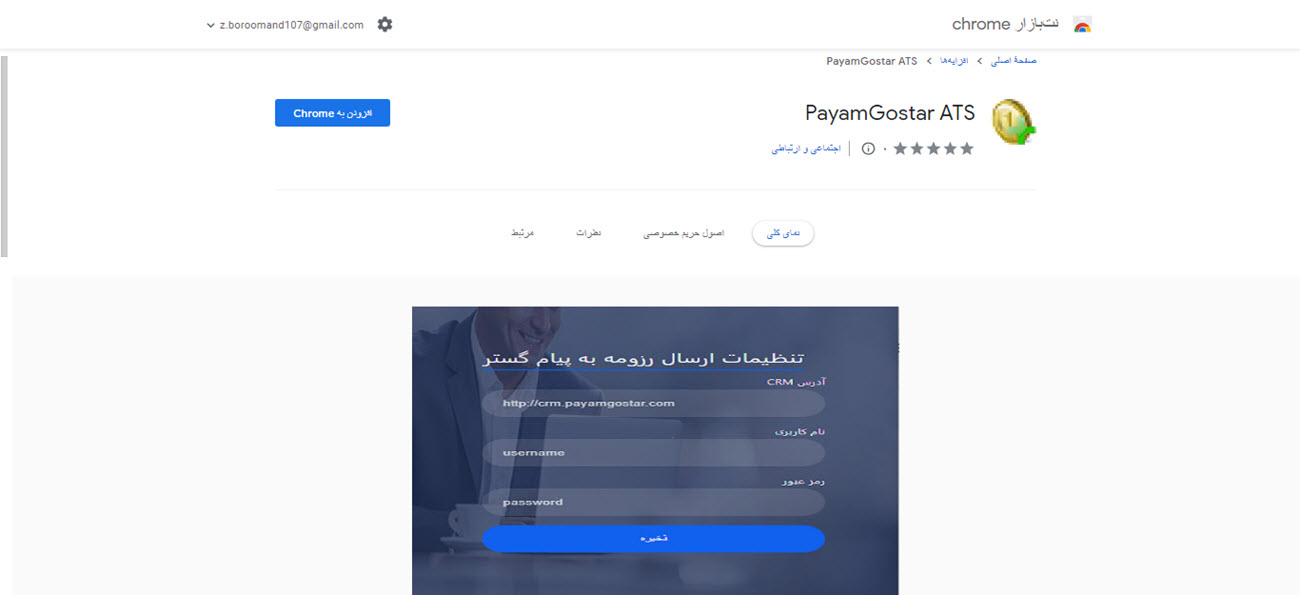 نت‌بازار chrome
z.boroomand107@gmail.com
صفحهٔ اصلی > افزایه‌ها > PayamGostar ATS
PayamGostar ATS
افزودن به Chrome
اجتماعی و ارتباطی
نمای کلی
اصول حریم خصوصی
نظرات
مرتبط
تنظیمات ارسال رزومه به پیام گستر
آدرس CRM
http://crm.payamgostar.com
نام کاربری
username
رمز عبور
password
ذخیره